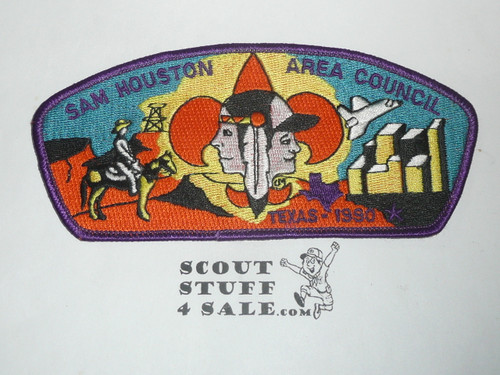 SAM HOUSTON AREA COUNCIL
TEXAS - 1990
SCOUT
STUFF
4 SALE.com